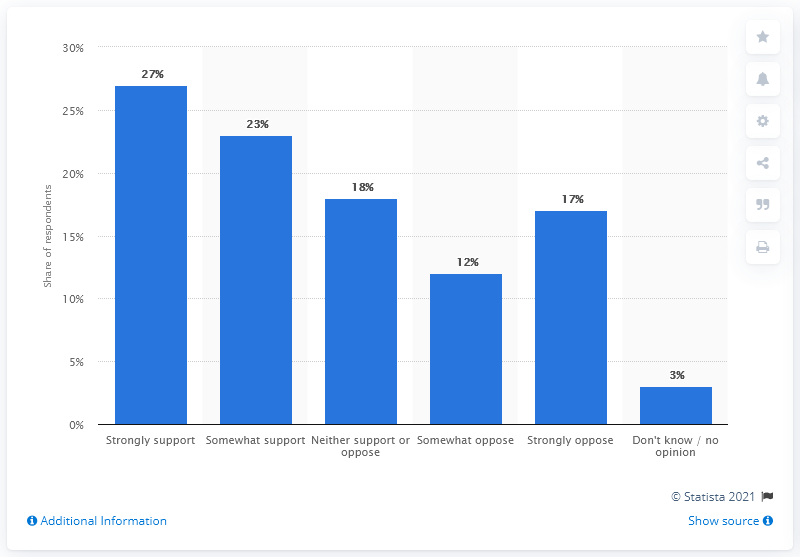 30%
25%
20%
15%
10%
5%
0%
Share of respondents
27%
23%
18%
12%
17%
3%
Strongly support
Somewhat support
Neither support or
oppose
Somewhat oppose
Strongly oppose
Don't know / no
opinion
© Statista 2021
Additional Information
Show source